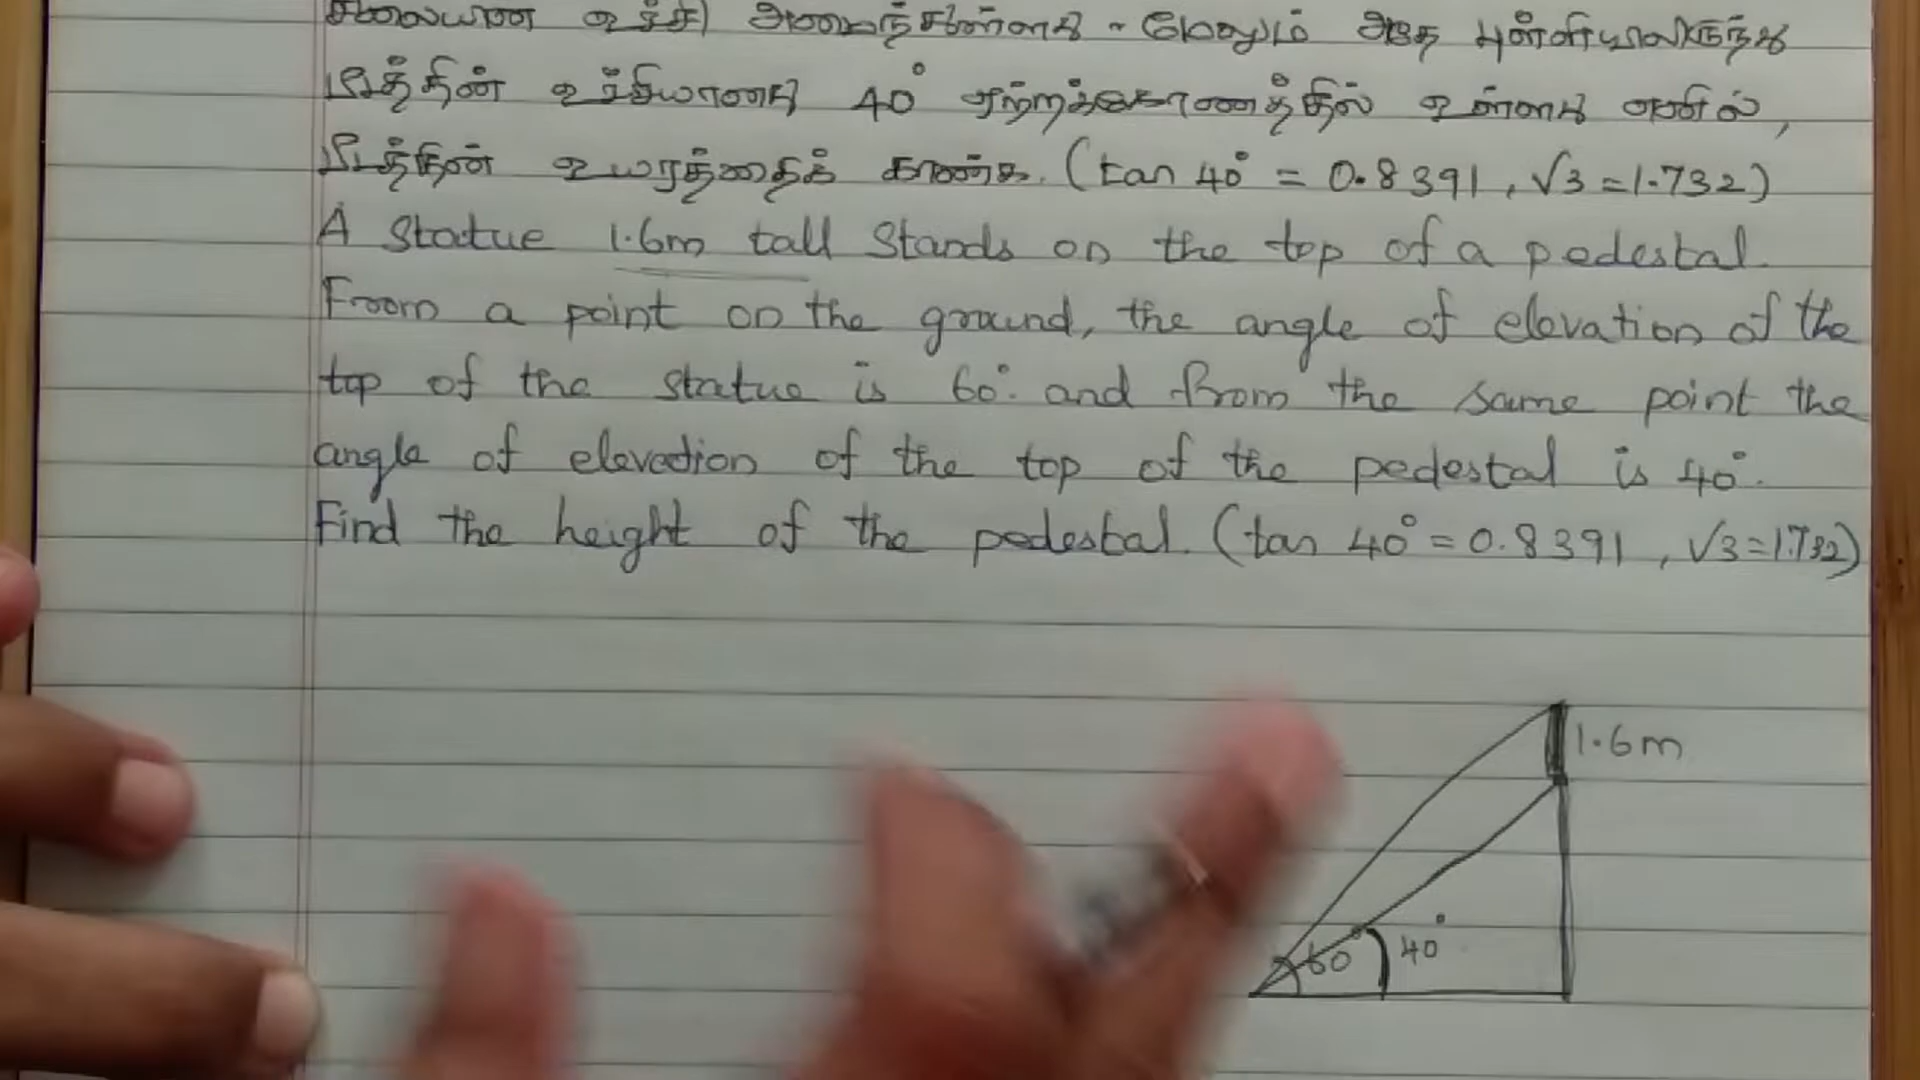 சிலையின் உச்சி அமைந்துள்ளது. மேலும் அதே புள்ளியிலிருந்து
பீடத்தின் உச்சியானது 40° ஏற்றக்கோணத்தில் உள்ளது எனில்,
பீடத்தின் உயரத்தைக் காண்க. (tan 40° = 0.8391, √3 = 1.732)
A Statue 1.6m tall Stands on the top of a pedestal.
From a point on the ground, the angle of elevation of the
top of the statue is 60° and from the same point the
angle of elevation of the top of the pedestal is 40°.
Find the height of the pedestal. (tan 40° = 0.8391, √3 = 1.732)
1.6m
60 40°